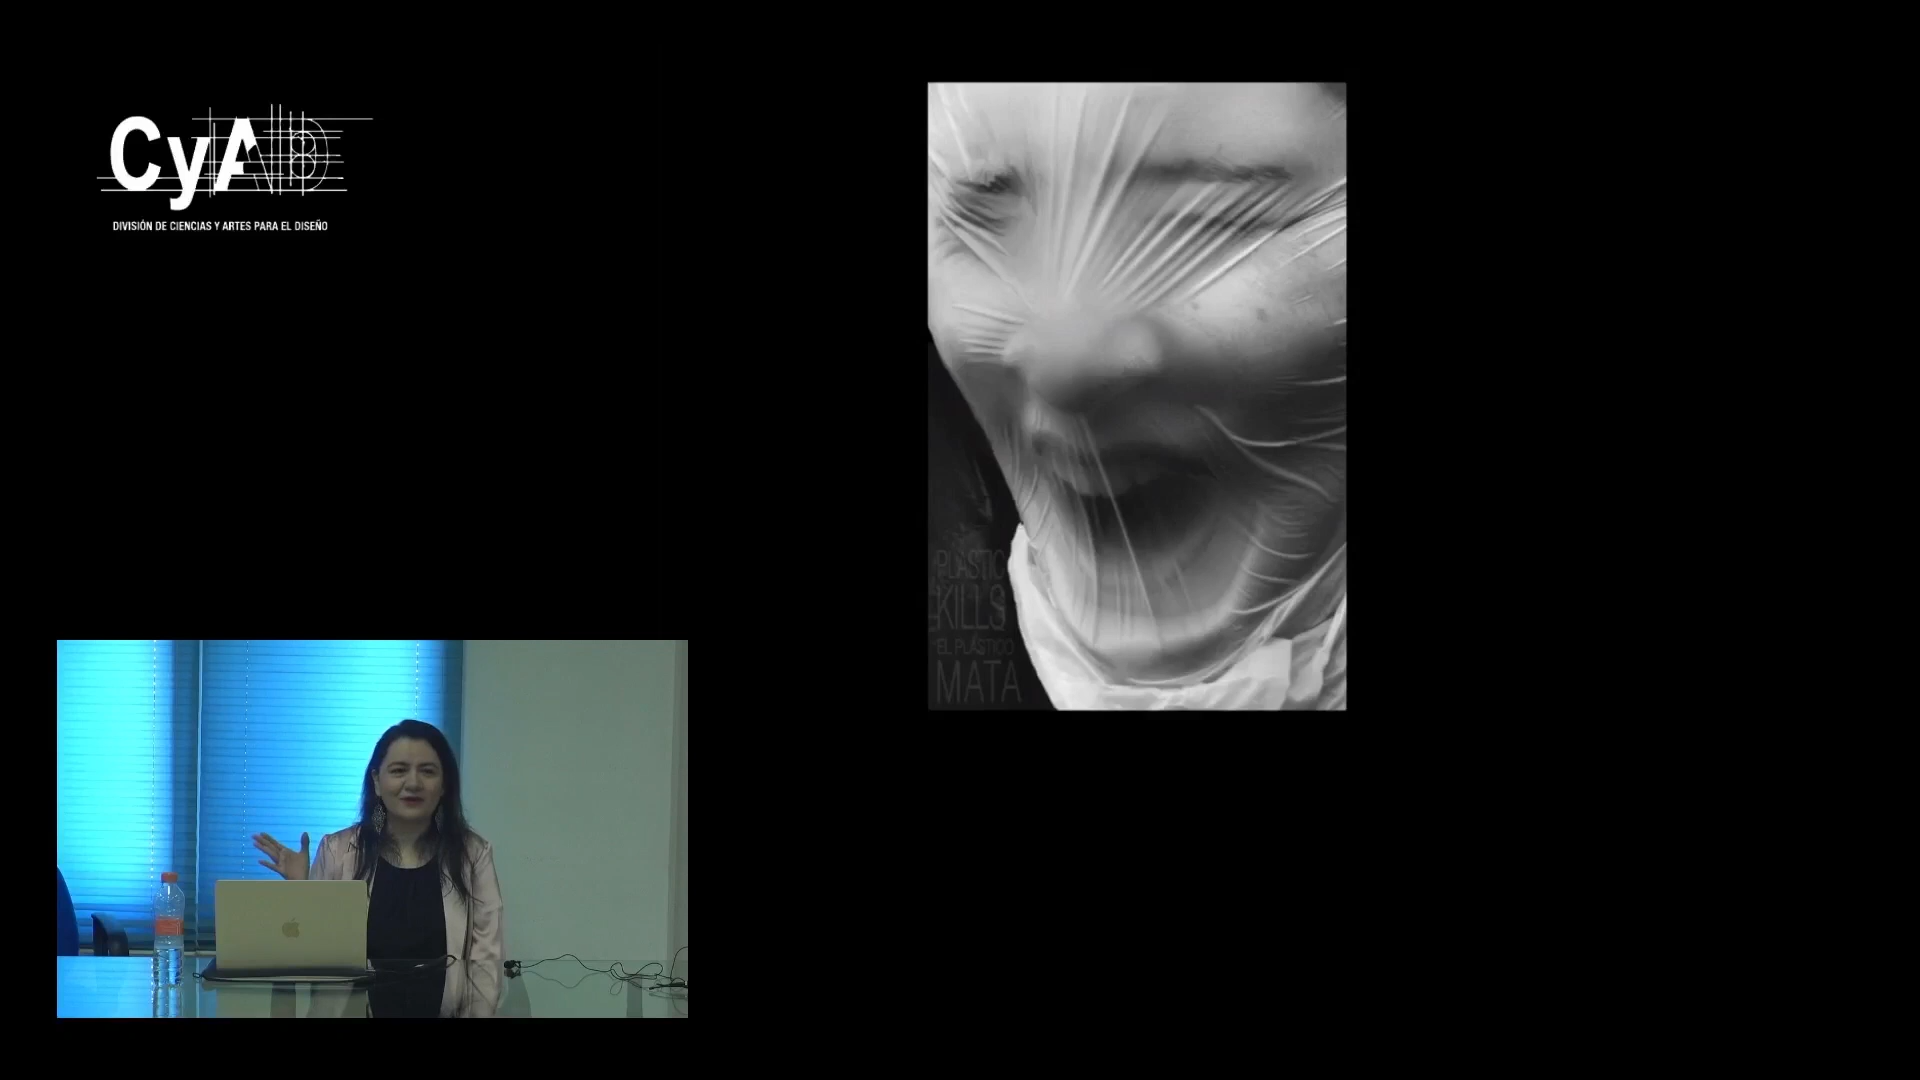 CyAD
DIVISIÓN DE CIENCIAS Y ARTES PARA EL DISEÑO
PLASTIC
KILLS
EL PLÁSTICO
MATA